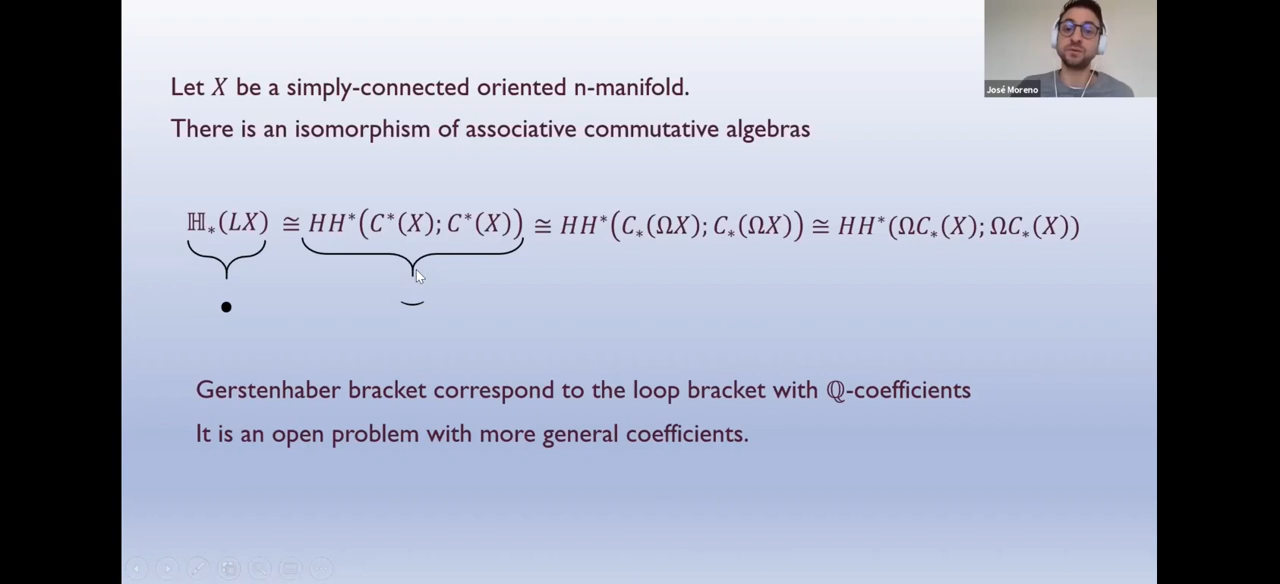 José Moreno
Let X be a simply-connected oriented n-manifold.
There is an isomorphism of associative commutative algebras
ℍ_*(LX) ≅ HH^*(C^*(X); C^*(X)) ≅ HH^*(C_*(ΩX); C_*(ΩX)) ≅ HH^*(ΩC_*(X); ΩC_*(X))
• ⌣
Gerstenhaber bracket correspond to the loop bracket with ℚ-coefficients
It is an open problem with more general coefficients.